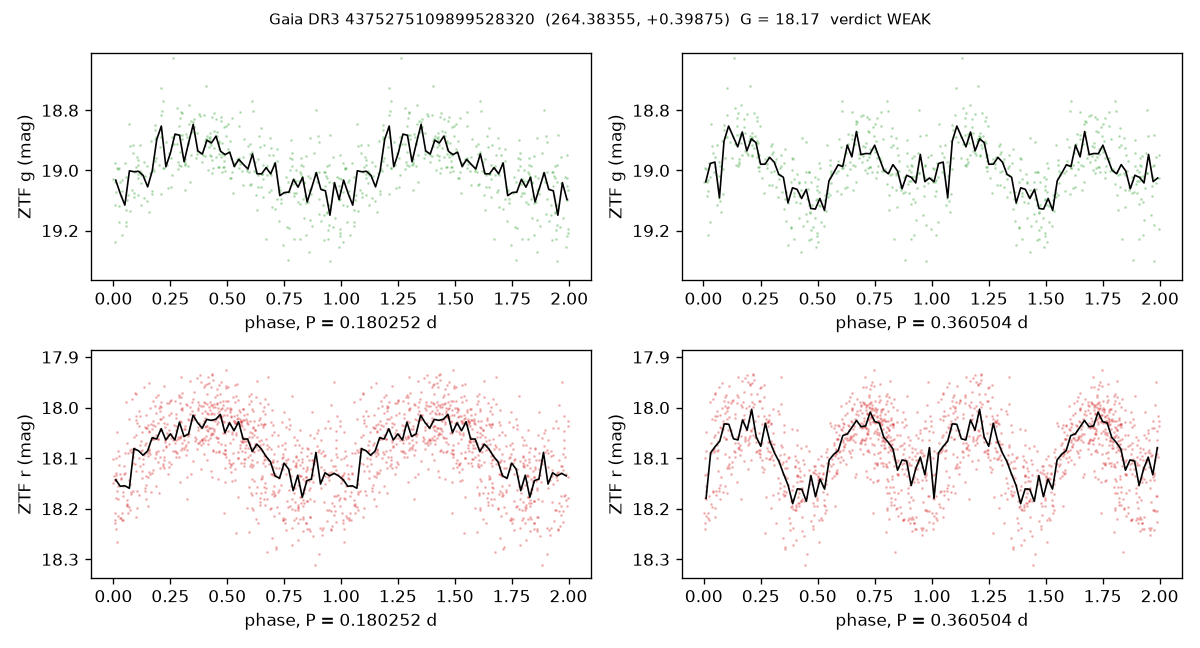 Gaia DR3 4375275109899528320 (264.38355, +0.39875) G = 18.17 verdict WEAK
ZTF g (mag)
18.8
19.0
19.2
0.00 0.25 0.50 0.75 1.00 1.25 1.50 1.75 2.00
phase, P = 0.180252 d
ZTF g (mag)
18.8
19.0
19.2
0.00 0.25 0.50 0.75 1.00 1.25 1.50 1.75 2.00
phase, P = 0.360504 d
ZTF r (mag)
17.9
18.0
18.1
18.2
18.3
0.00 0.25 0.50 0.75 1.00 1.25 1.50 1.75 2.00
phase, P = 0.180252 d
ZTF r (mag)
17.9
18.0
18.1
18.2
18.3
0.00 0.25 0.50 0.75 1.00 1.25 1.50 1.75 2.00
phase, P = 0.360504 d